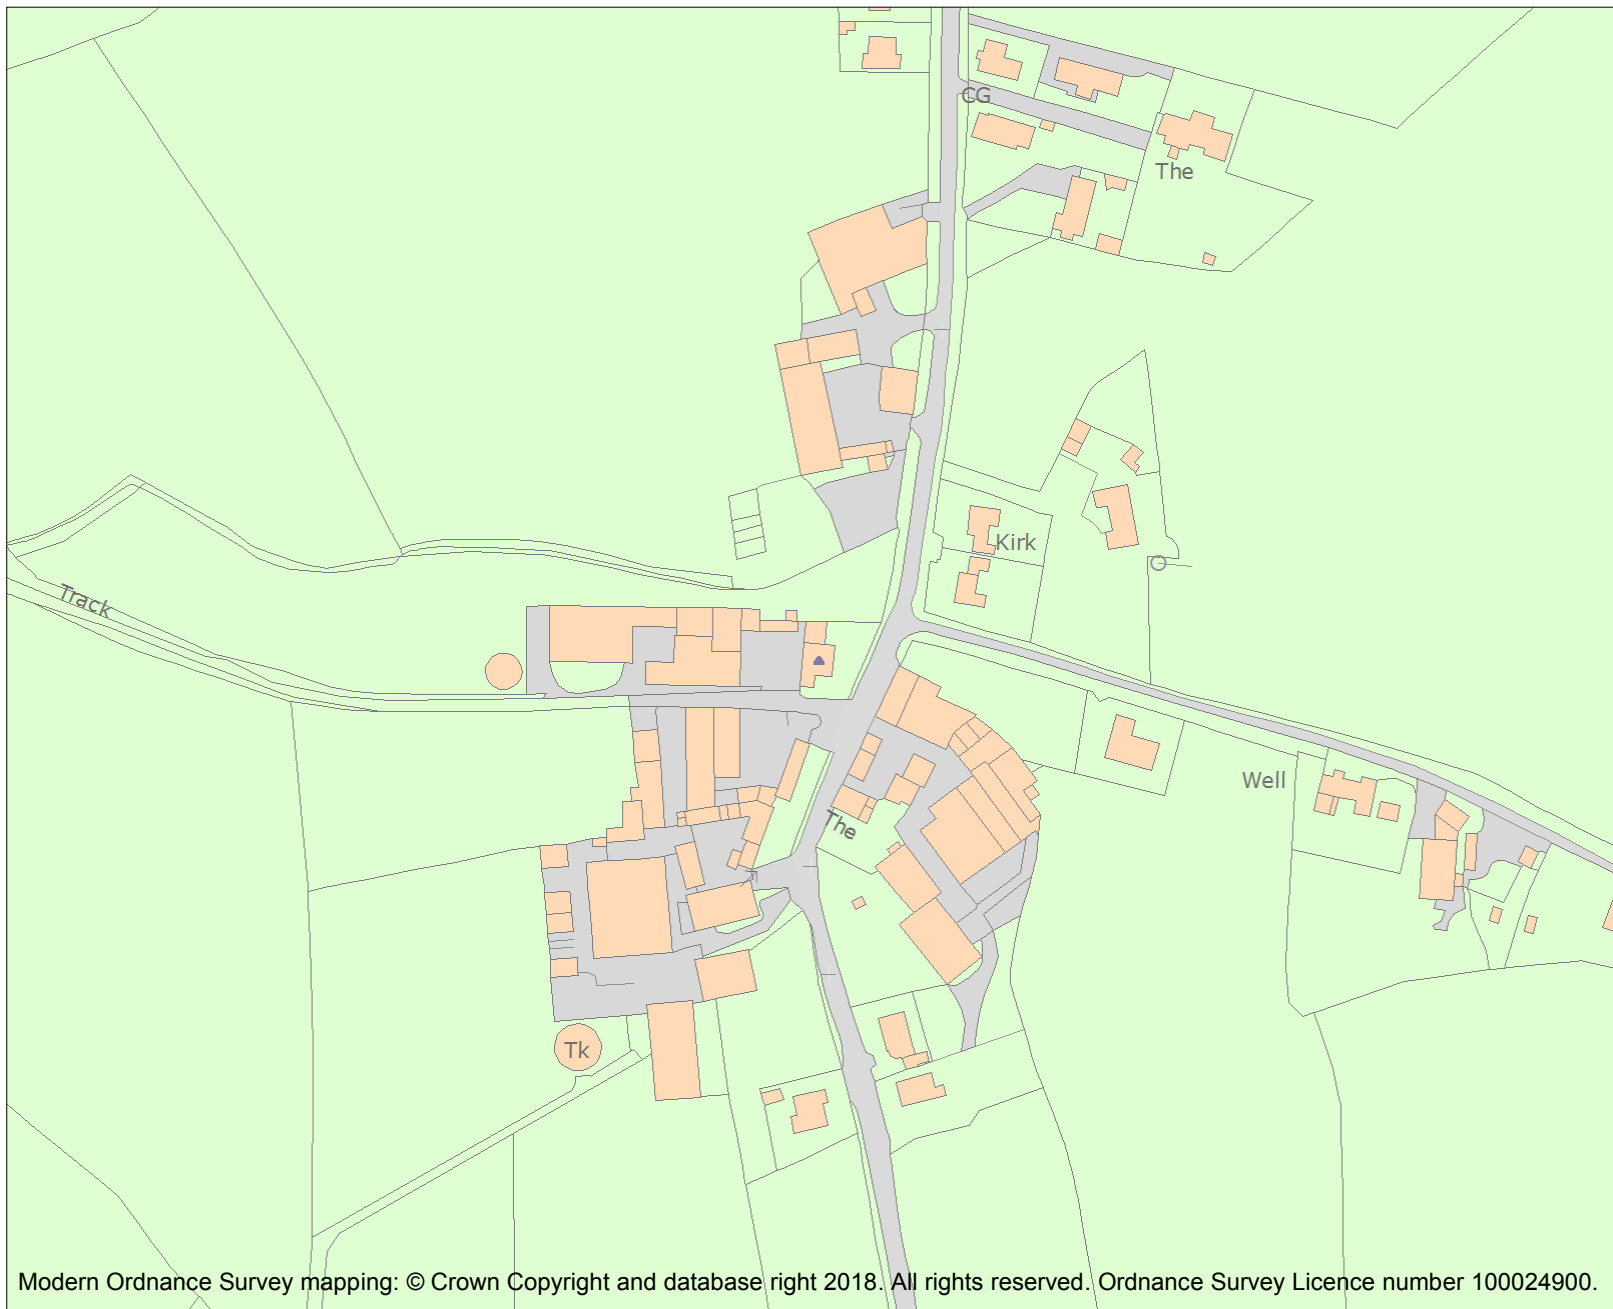 CG
The
Kirk
Track
Well
The
Tk
Modern Ordnance Survey mapping: © Crown Copyright and database right 2018. All rights reserved. Ordnance Survey Licence number 100024900.